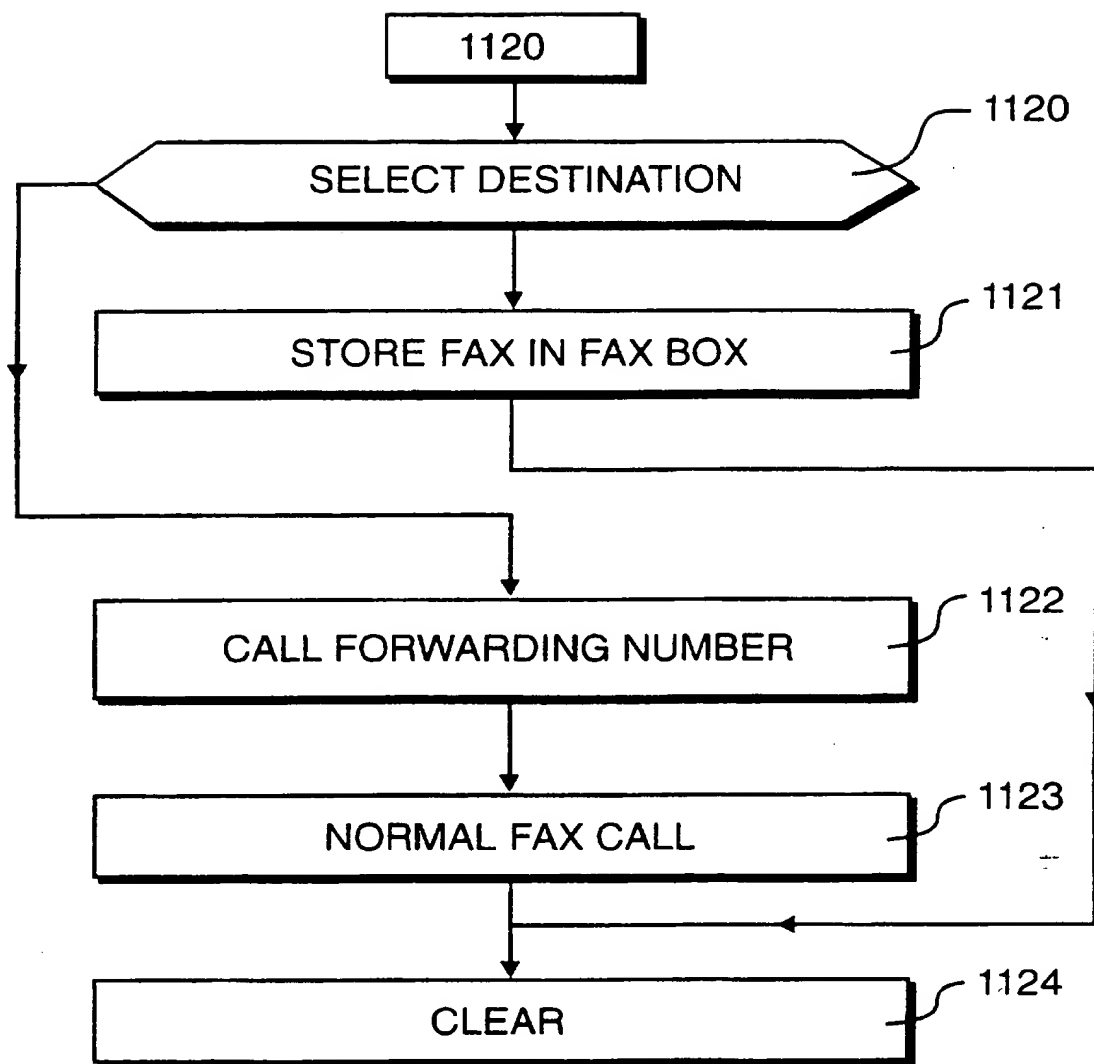 1120
1120
SELECT DESTINATION
1121
STORE FAX IN FAX BOX
1122
CALL FORWARDING NUMBER
1123
NORMAL FAX CALL
1124
CLEAR